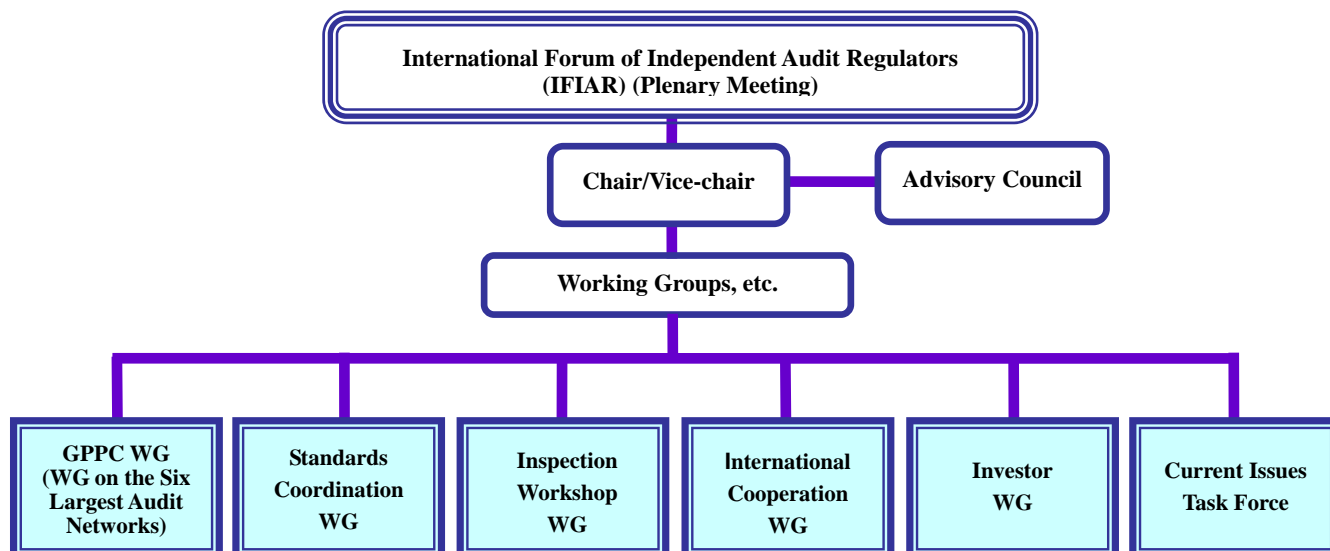 International Forum of Independent Audit Regulators
(IFIAR) (Plenary Meeting)
Chair/Vice-chair
Advisory Council
Working Groups, etc.
GPPC WG
(WG on the Six
Largest Audit
Networks)
Standards
Coordination
WG
Inspection
Workshop
WG
International
Cooperation
WG
Investor
WG
Current Issues
Task Force